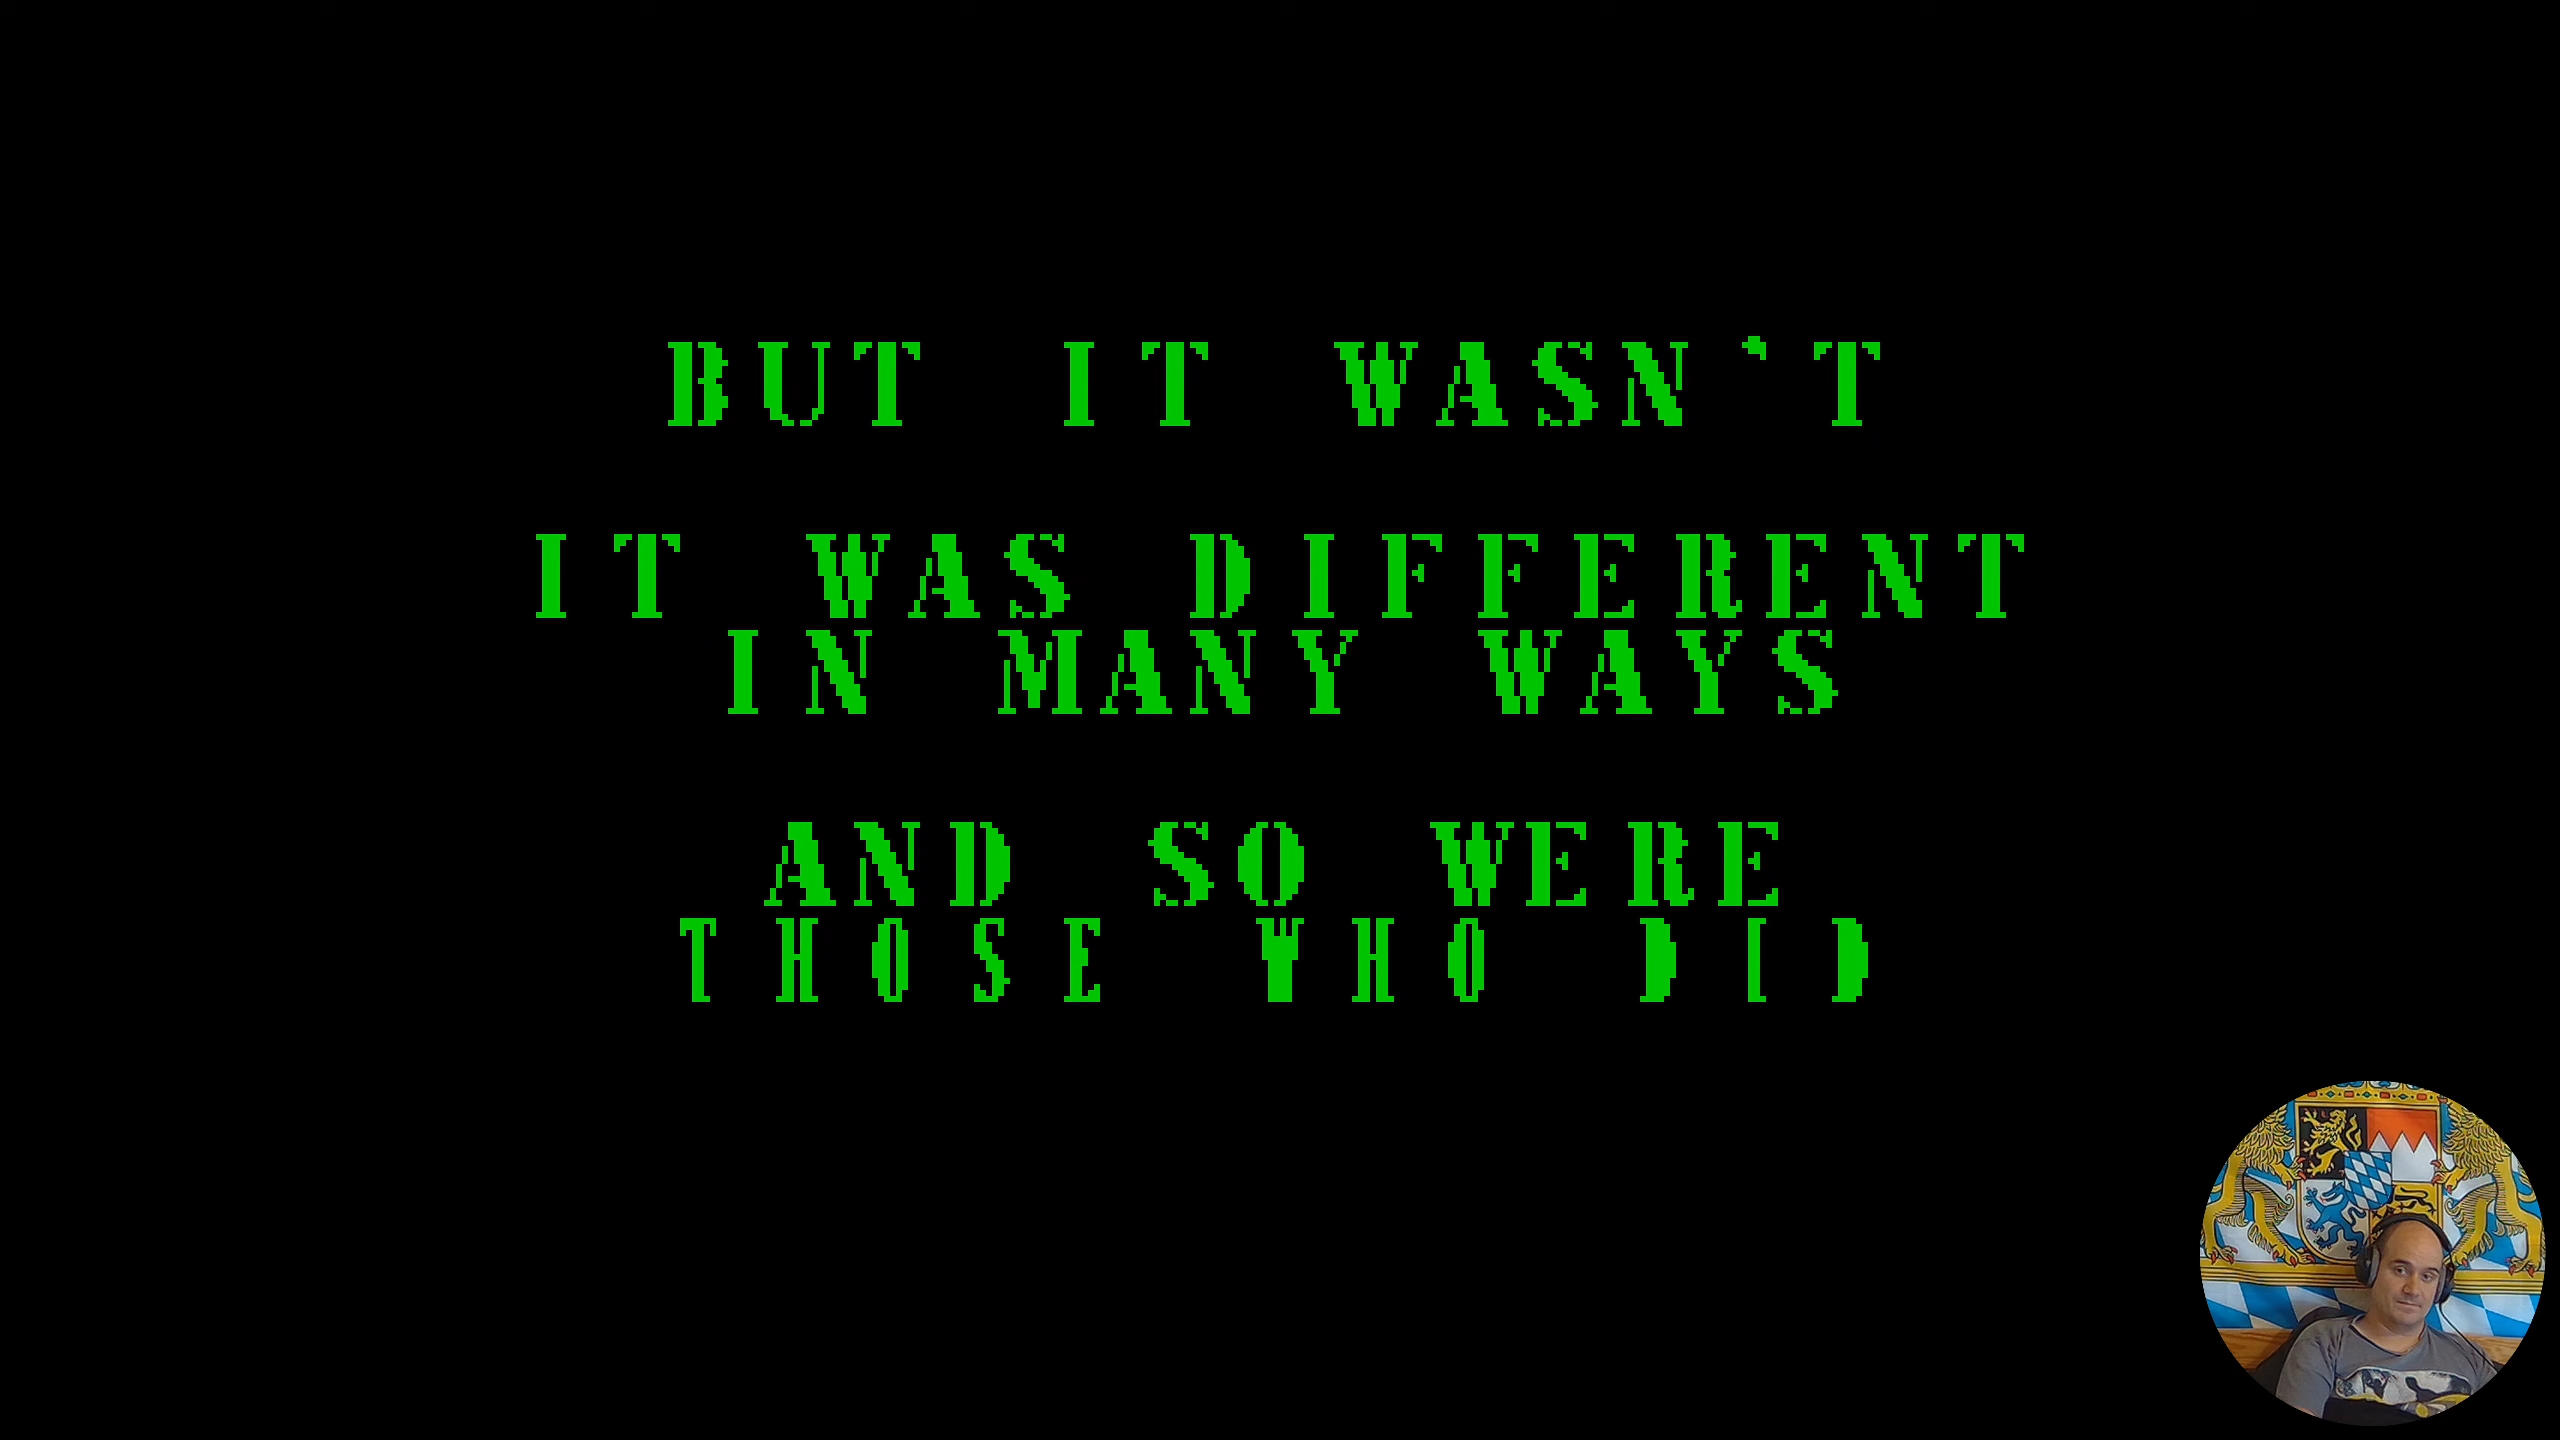 BUT IT WASN'T
IT WAS DIFFERENT
IN MANY WAYS
AND SO WERE
THOSE WHO DID